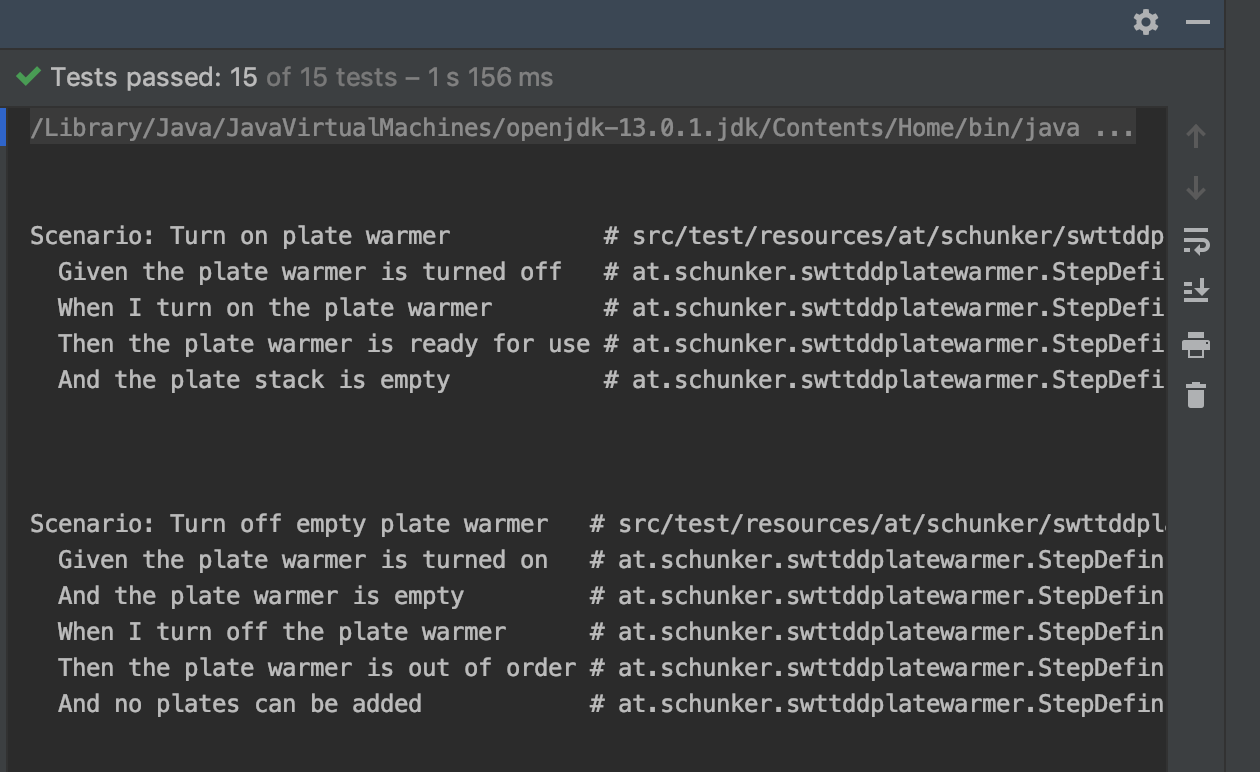 Tests passed: 15 of 15 tests – 1 s 156 ms
/Library/Java/JavaVirtualMachines/openjdk-13.0.1.jdk/Contents/Home/bin/java ...
Scenario: Turn on plate warmer # src/test/resources/at/schunker/swttddp
Given the plate warmer is turned off # at.schunker.swttddplatewarmer.StepDefi
When I turn on the plate warmer # at.schunker.swttddplatewarmer.StepDefi
Then the plate warmer is ready for use # at.schunker.swttddplatewarmer.StepDefi
And the plate stack is empty # at.schunker.swttddplatewarmer.StepDefi
Scenario: Turn off empty plate warmer # src/test/resources/at/schunker/swttddpl
Given the plate warmer is turned on # at.schunker.swttddplatewarmer.StepDefin
And the plate warmer is empty # at.schunker.swttddplatewarmer.StepDefin
When I turn off the plate warmer # at.schunker.swttddplatewarmer.StepDefin
Then the plate warmer is out of order # at.schunker.swttddplatewarmer.StepDefin
And no plates can be added # at.schunker.swttddplatewarmer.StepDefin